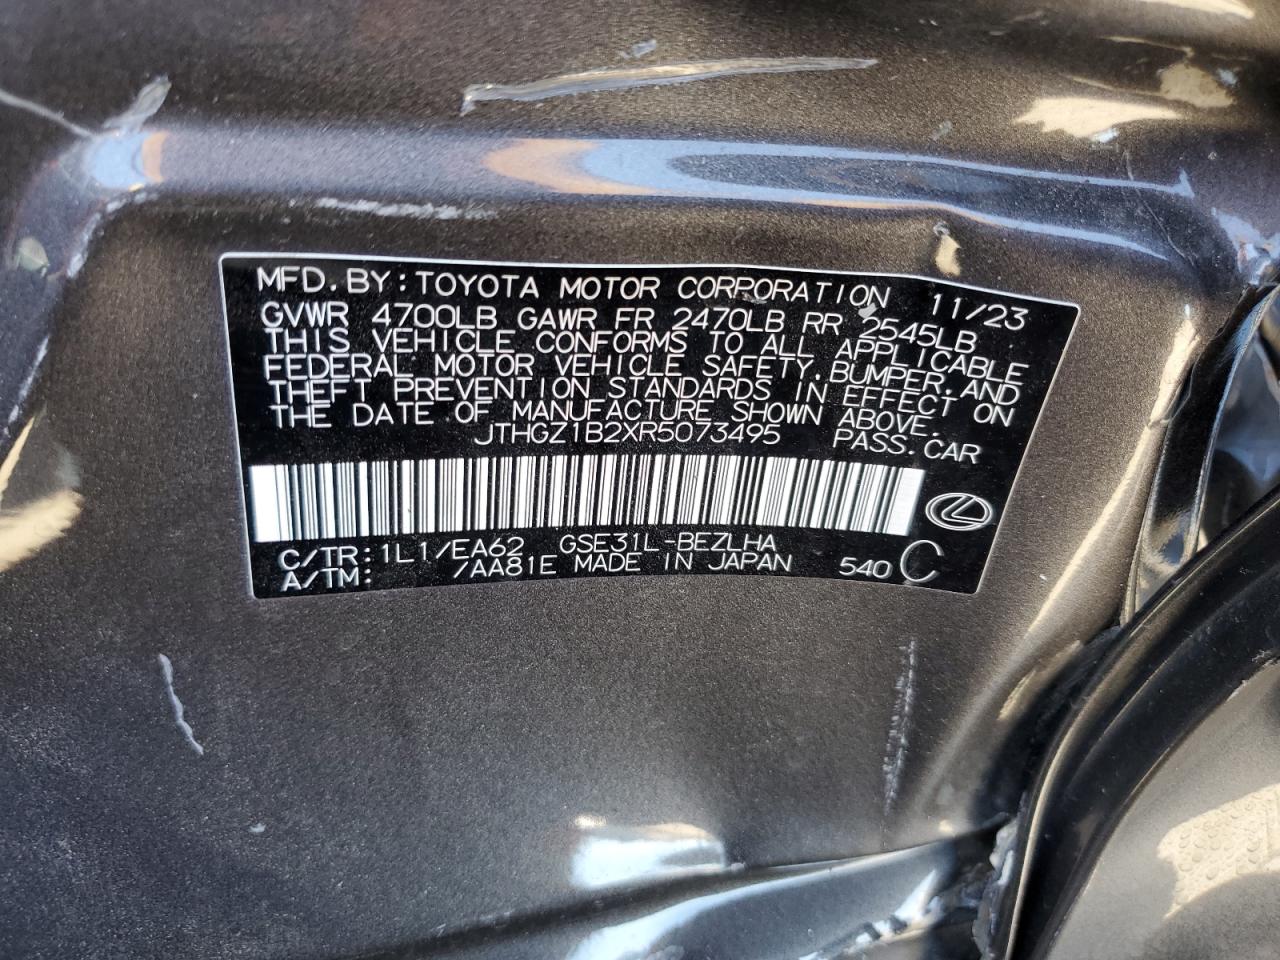 MFD.BY:TOYOTA MOTOR CORPORATION 11/23
GVWR 4700LB GAWR FR 2470LB RR 2545LB
THIS VEHICLE CONFORMS TO ALL APPLICABLE
FEDERAL MOTOR VEHICLE SAFETY,BUMPER,AND
THEFT PREVENTION STANDARDS IN EFFECT ON
THE DATE OF MANUFACTURE SHOWN ABOVE.
JTHGZ1B2XR5073495 PASS.CAR
C/TR:1L1/EA62 GSE31L-BEZLHA
A/TM: /AA81E MADE IN JAPAN 540 C